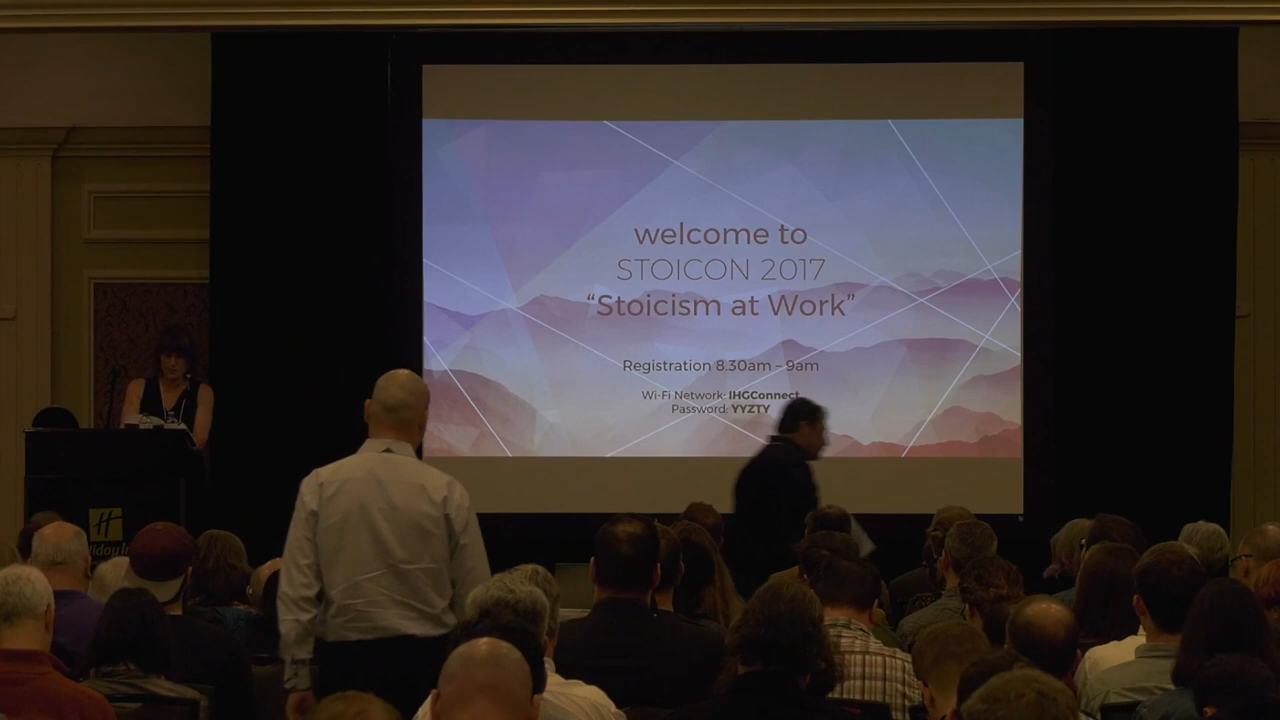 welcome to
STOICON 2017
“Stoicism at Work”
Registration 8.30am – 9am
Wi-Fi Network: IHGConnect
Password: YYZTY
H